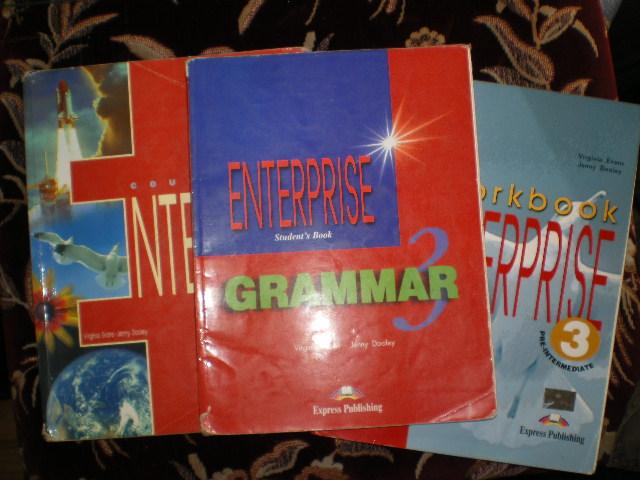 COU
NTE
Virginia Evans - Jenny Dooley
ENTERPRISE
Student's Book
GRAMMAR
3
Jenny Dooley
Express Publishing
Virginia Evans
Jenny Dooley
orkbook
ERPRISE
3
PRE-INTERMEDIATE
Express Publishing